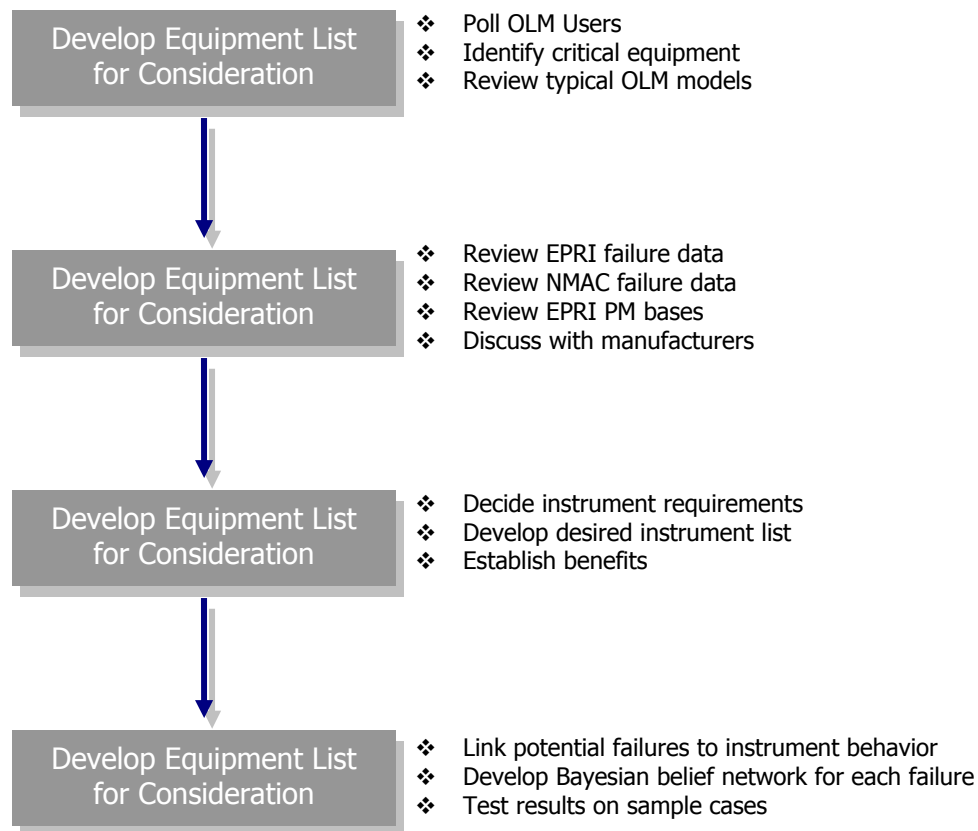 Develop Equipment List
for Consideration
❖ Poll OLM Users
❖ Identify critical equipment
❖ Review typical OLM models
Develop Equipment List
for Consideration
❖ Review EPRI failure data
❖ Review NMAC failure data
❖ Review EPRI PM bases
❖ Discuss with manufacturers
Develop Equipment List
for Consideration
❖ Decide instrument requirements
❖ Develop desired instrument list
❖ Establish benefits
Develop Equipment List
for Consideration
❖ Link potential failures to instrument behavior
❖ Develop Bayesian belief network for each failure
❖ Test results on sample cases